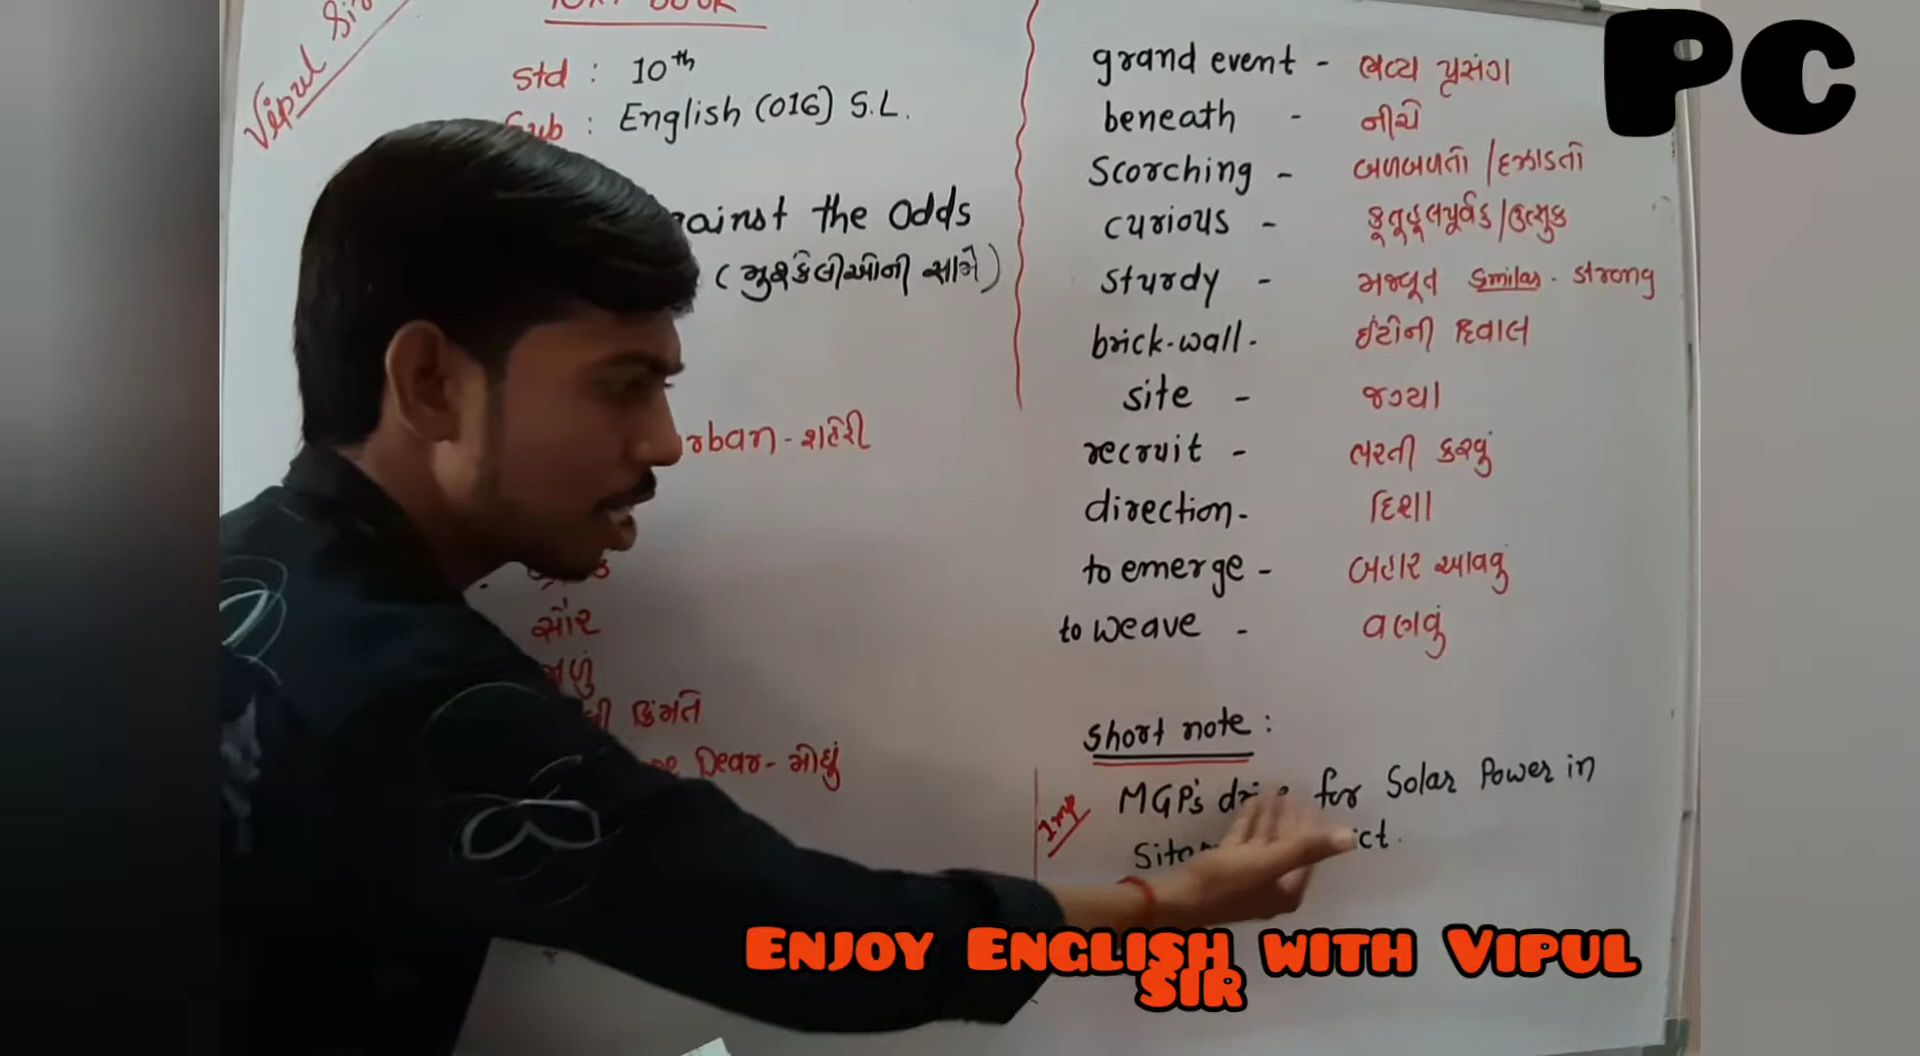 Vipul Sir
Std : 10th
Sub : English (016) S.L.
ainst the Odds
(મુશ્કેલીઓની સામે)
rban - શહેરી
સૌર
કિંમતે
Dear - મોઘું
grand event - ભવ્ય પ્રસંગ
beneath - નીચે
Scorching - બળબળતો / દઝાડતો
curious - કૂતૂહલપૂર્વક / ઉત્સુક
sturdy - મજબૂત Similar - strong
brick-wall - ઈંટોની દિવાલ
site - જગ્યા
recruit - ભરતી કરવું
direction - દિશા
to emerge - બહાર આવવું
to weave - વણવું
Short note :
Imp MGP's for Solar Power in
ict.
PC
Enjoy English with Vipul
Sir